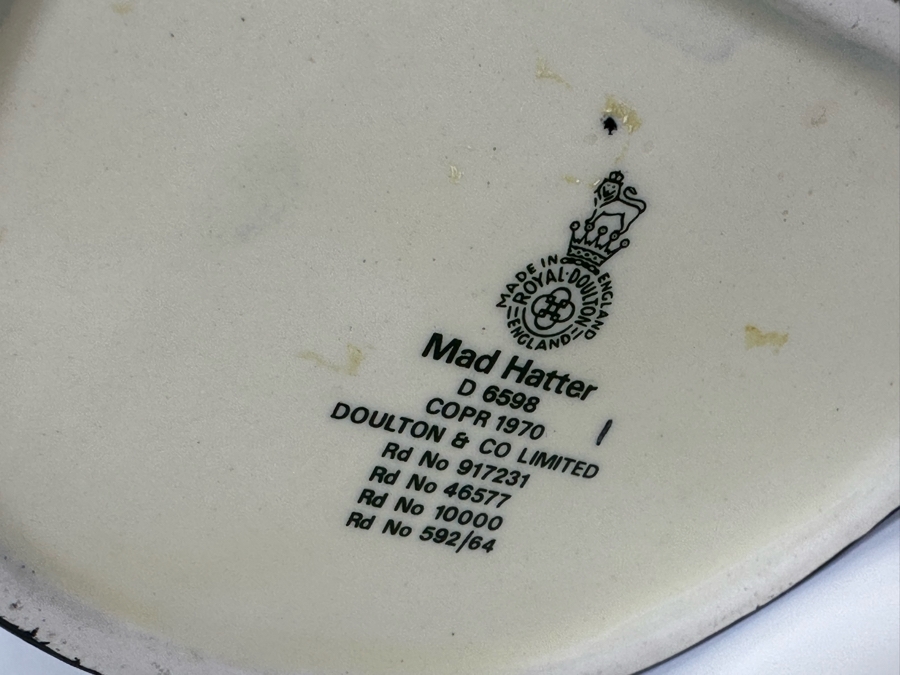 MADE IN ENGLAND
ROYAL·DOULTON
ENGLAND
Mad Hatter
D 6598
COPR 1970
DOULTON & CO LIMITED
Rd No 917231
Rd No 46577
Rd No 10000
Rd No 592/64